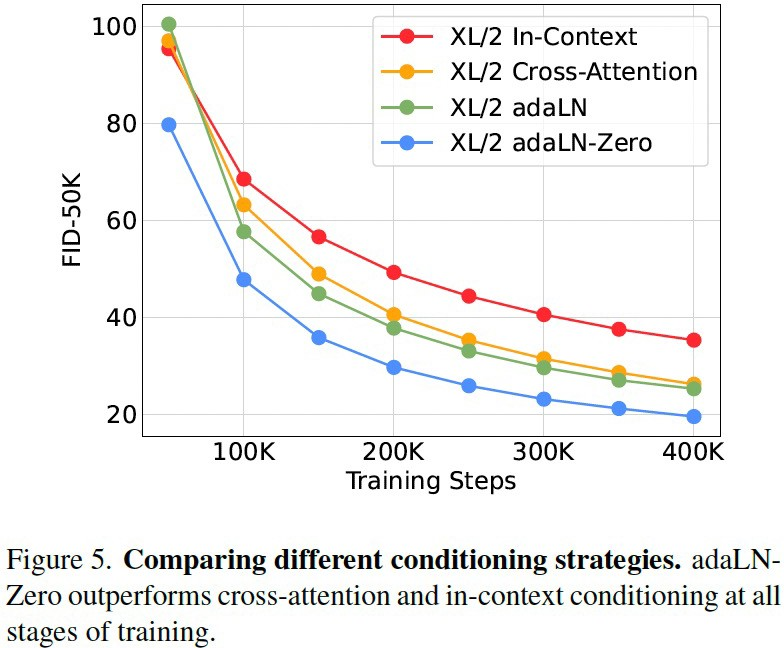 100
80
60
40
20
FID-50K
XL/2 In-Context
XL/2 Cross-Attention
XL/2 adaLN
XL/2 adaLN-Zero
100K
200K
300K
400K
Training Steps
Figure 5. Comparing different conditioning strategies. adaLN-
Zero outperforms cross-attention and in-context conditioning at all
stages of training.